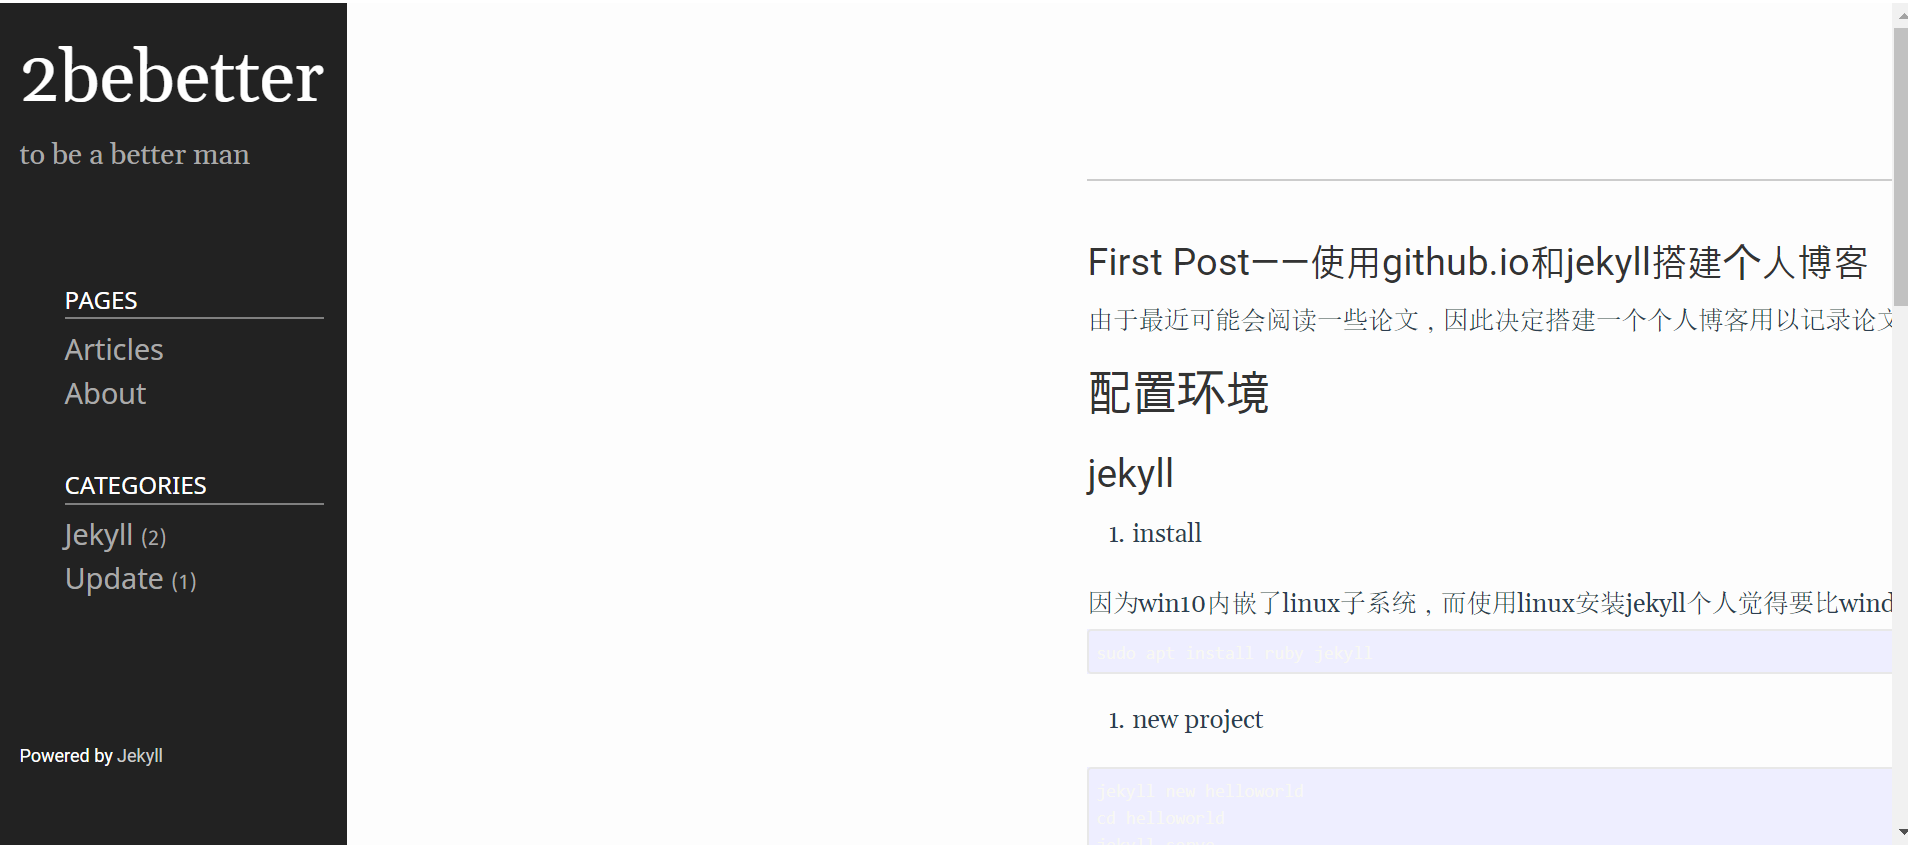 2bebetter
to be a better man
PAGES
Articles
About
CATEGORIES
Jekyll (2)
Update (1)
Powered by Jekyll
First Post——使用github.io和jekyll搭建个人博客
由于最近可能会阅读一些论文，因此决定搭建一个个人博客用以记录论文
配置环境
jekyll
1. install
因为win10内嵌了linux子系统，而使用linux安装jekyll个人觉得要比wind
sudo apt install ruby jekyll
1. new project
jekyll new helloworld
cd helloworld